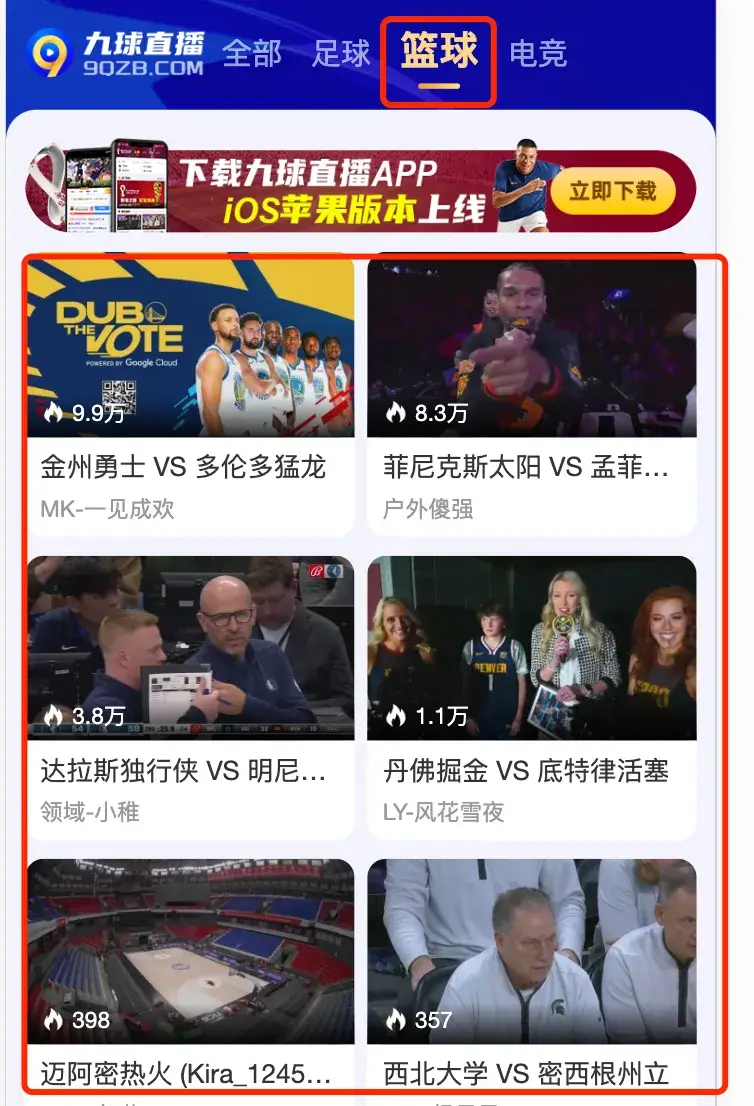 九球直播
9QZB.COM
全部 足球 篮球 电竞
下载九球直播APP
iOS苹果版本上线
立即下载
DUB
THE VOTE
POWERED BY Google Cloud
9.9万
8.3万
金州勇士 VS 多伦多猛龙
菲尼克斯太阳 VS 孟菲...
MK-一见成欢
户外傻强
DENVER
3.8万
1.1万
达拉斯独行侠 VS 明尼...
丹佛掘金 VS 底特律活塞
领域-小稚
LY-风花雪夜
398
357
迈阿密热火 (Kira_1245...
西北大学 VS 密西根州立